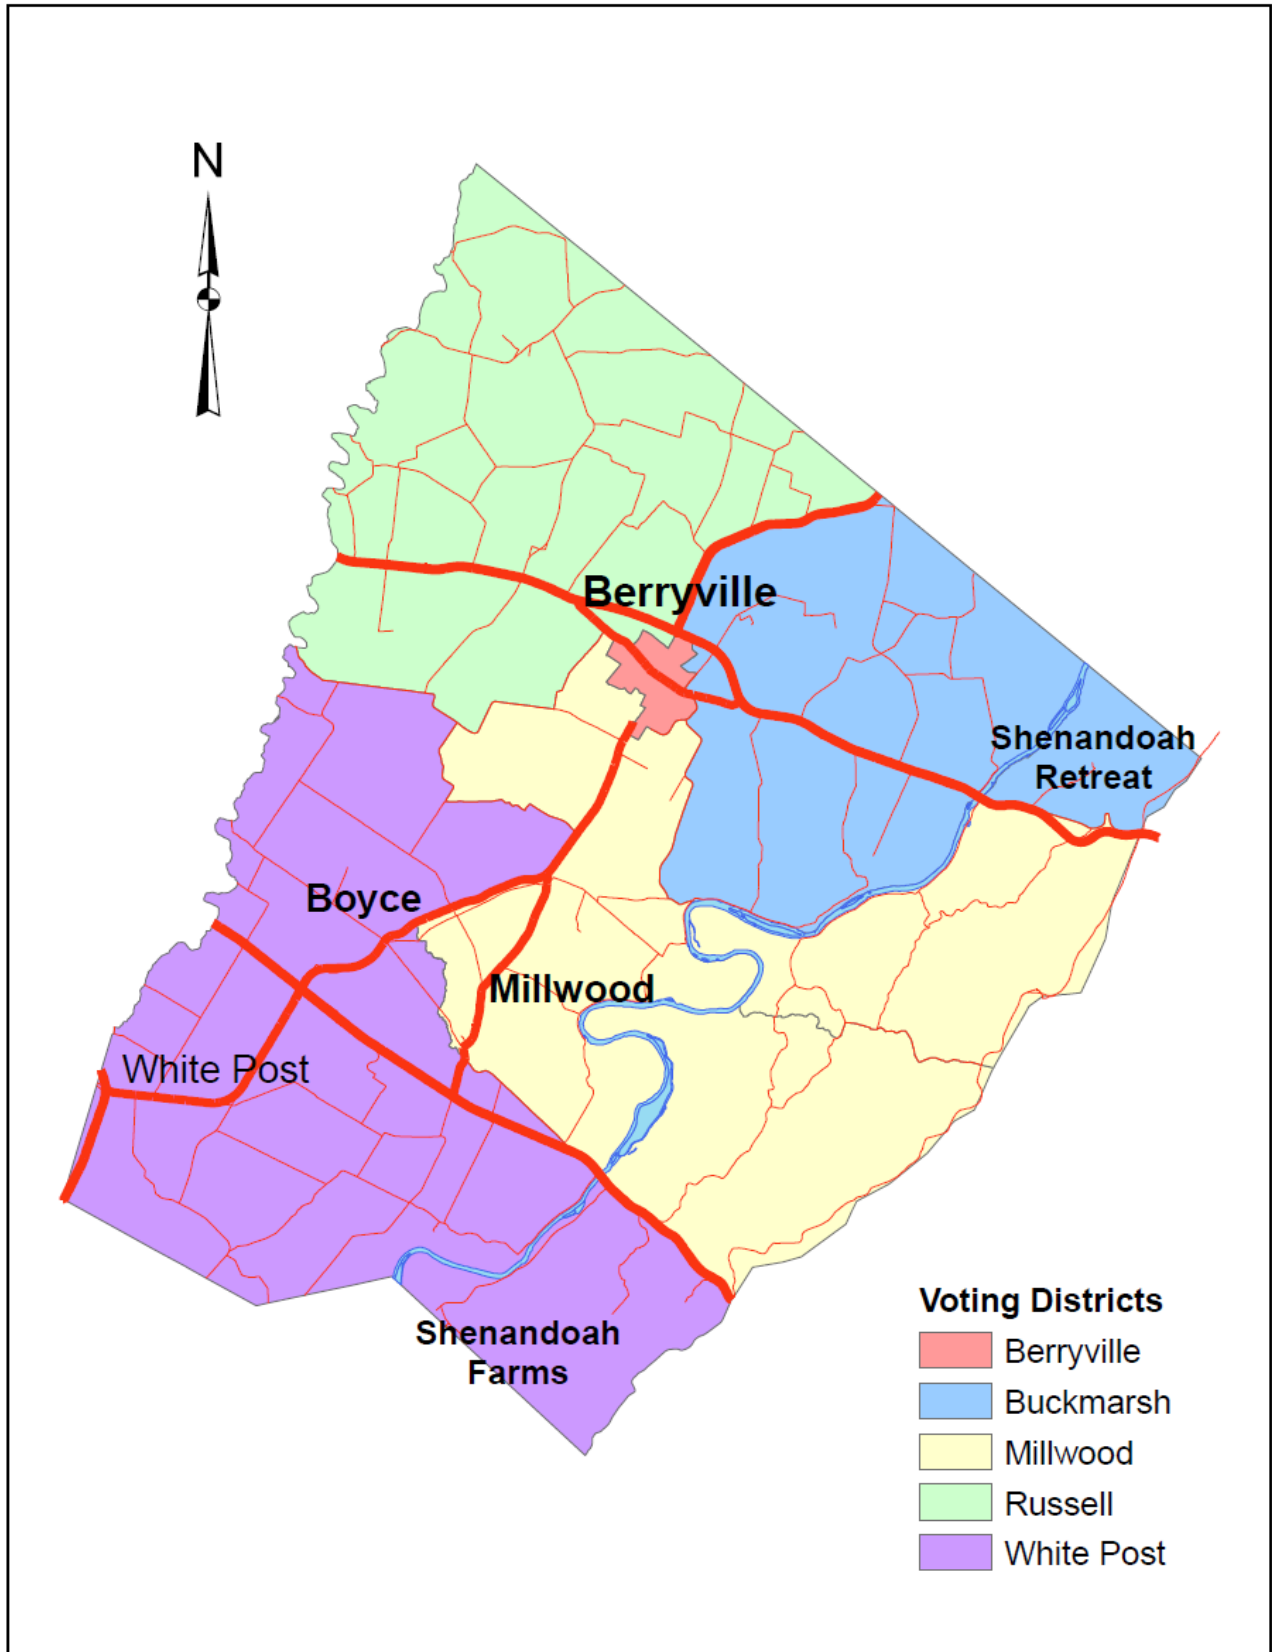 N
Berryville
Shenandoah
Retreat
Boyce
Millwood
White Post
Shenandoah
Farms
Voting Districts
Berryville
Buckmarsh
Millwood
Russell
White Post